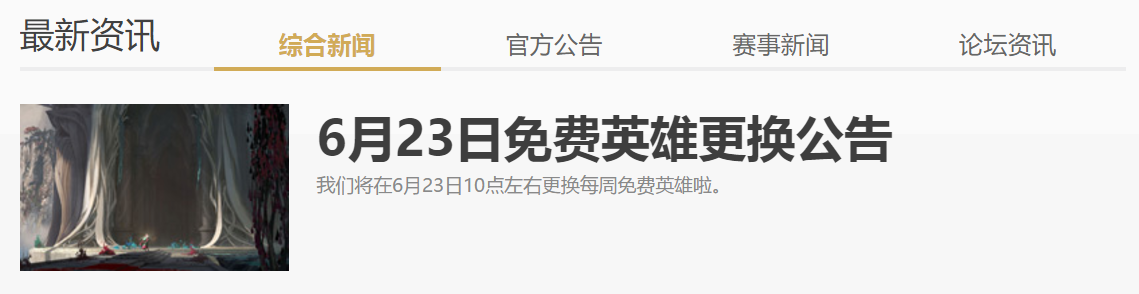 最新资讯
综合新闻 官方公告 赛事新闻 论坛资讯
6月23日免费英雄更换公告
我们将在6月23日10点左右更换每周免费英雄啦。